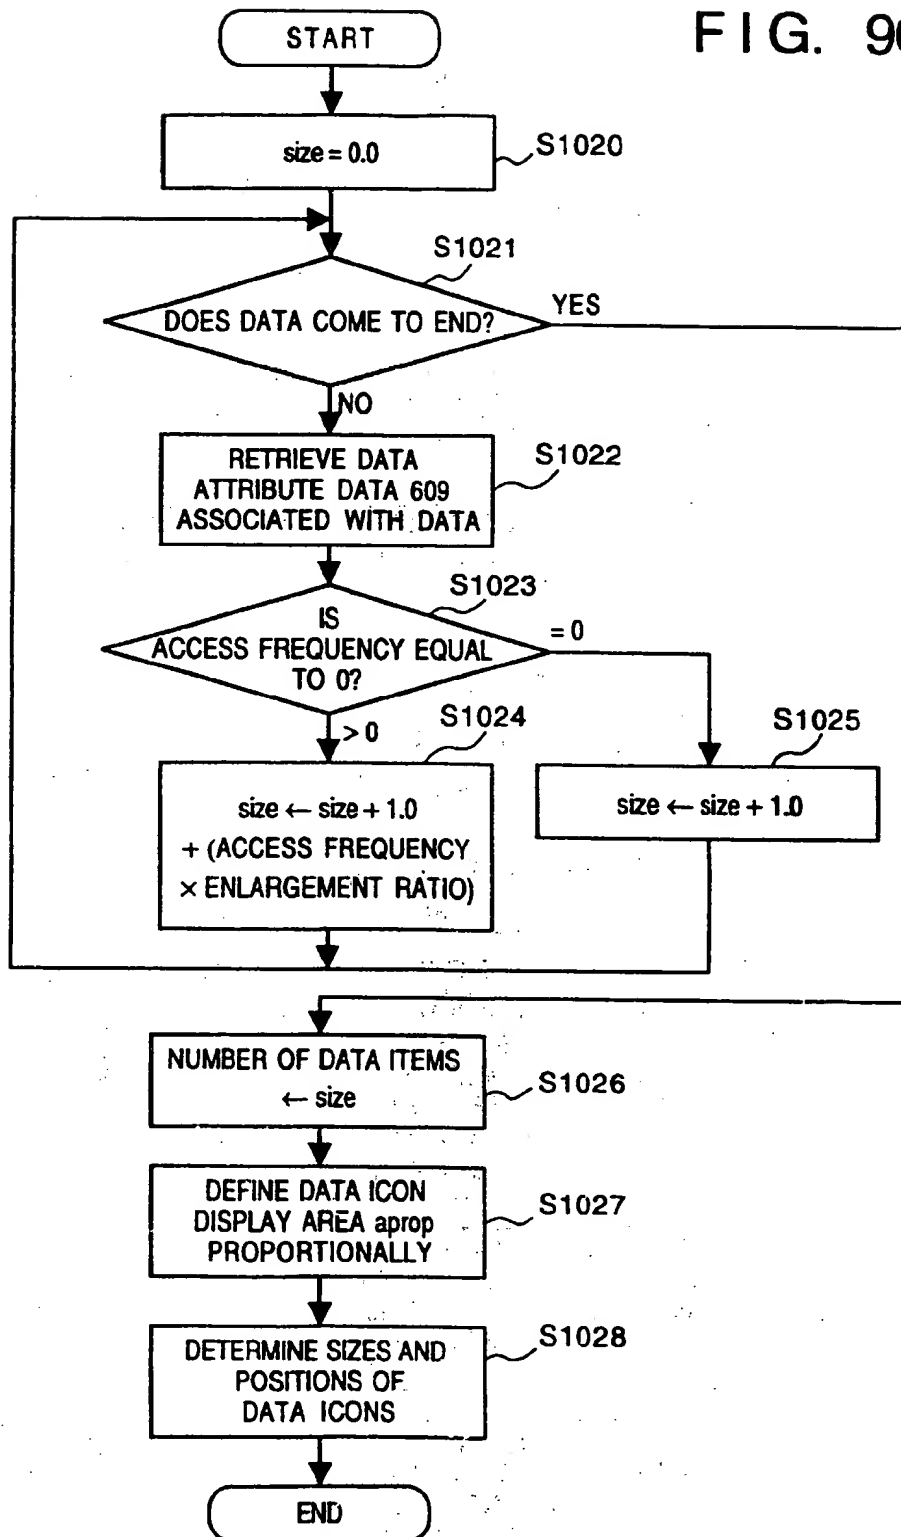 START
FIG. 90
size = 0.0
S1020
S1021
DOES DATA COME TO END?
YES
NO
RETRIEVE DATA
ATTRIBUTE DATA 609
ASSOCIATED WITH DATA
S1022
S1023
IS
ACCESS FREQUENCY EQUAL
TO 0?
= 0
> 0
S1024
size ← size + 1.0
+ (ACCESS FREQUENCY
× ENLARGEMENT RATIO)
S1025
size ← size + 1.0
NUMBER OF DATA ITEMS
← size
S1026
DEFINE DATA ICON
DISPLAY AREA aprop
PROPORTIONALLY
S1027
DETERMINE SIZES AND
POSITIONS OF
DATA ICONS
S1028
END